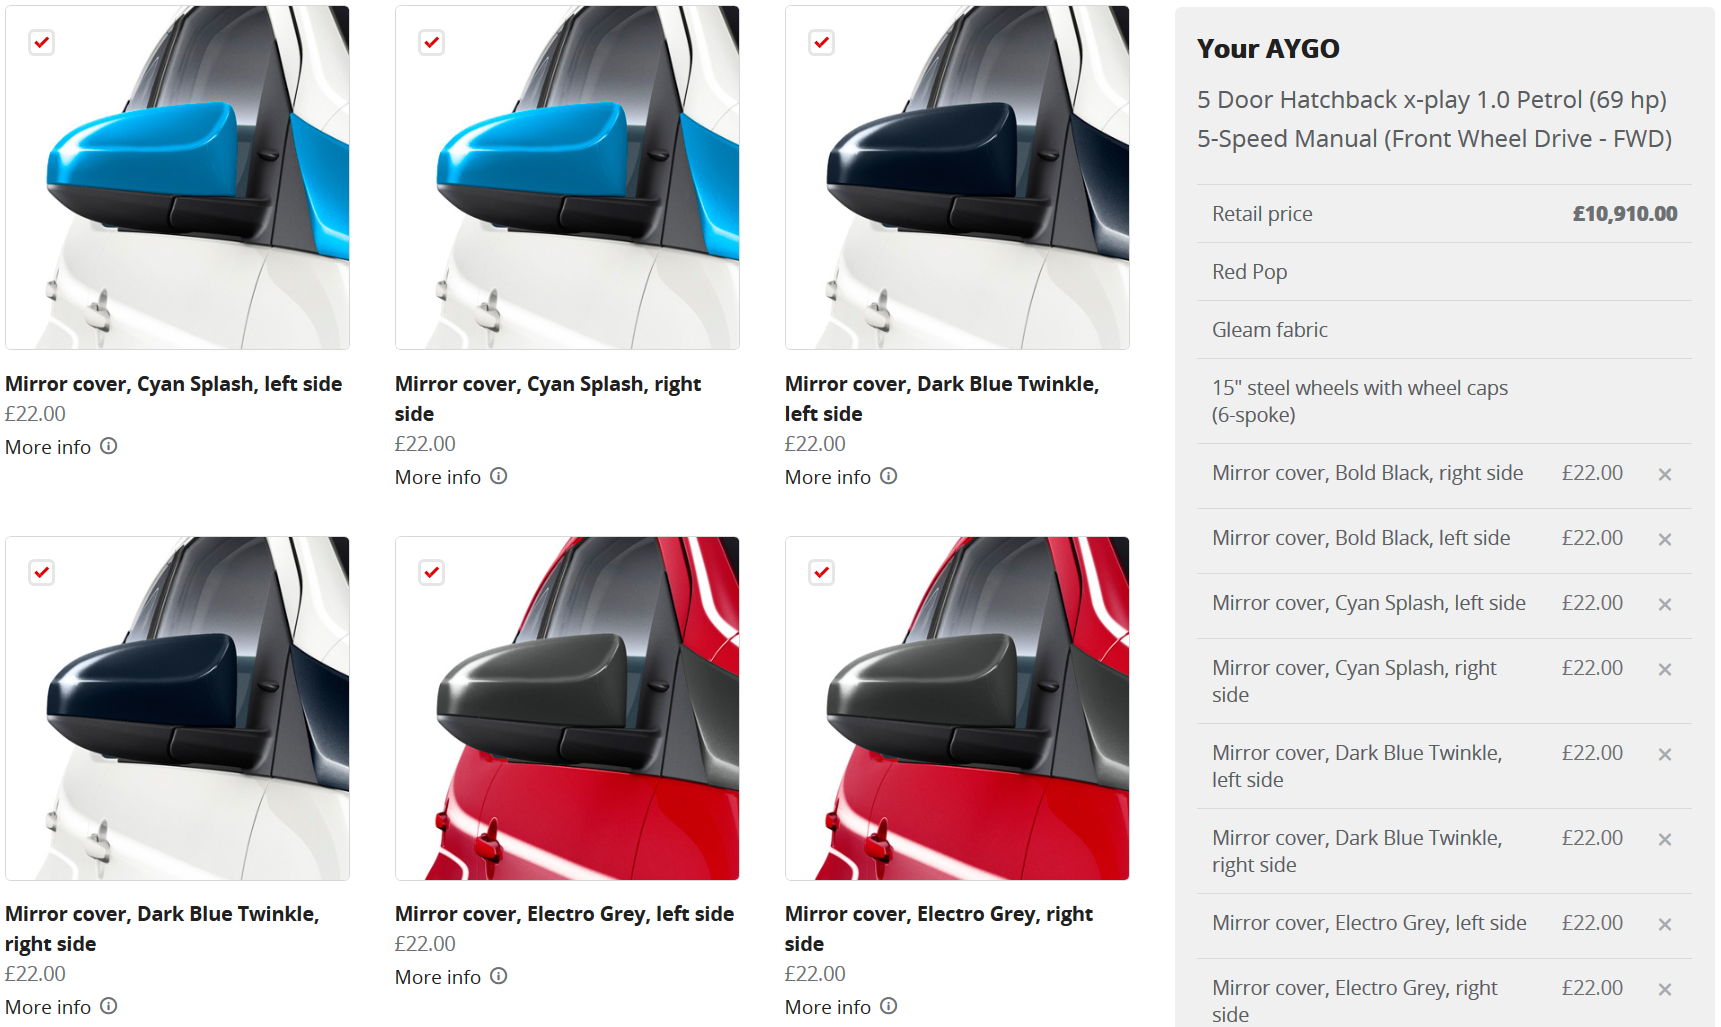 Mirror cover, Cyan Splash, left side
£22.00
More info
Mirror cover, Cyan Splash, right
side
£22.00
More info
Mirror cover, Dark Blue Twinkle,
left side
£22.00
More info
Mirror cover, Dark Blue Twinkle,
right side
£22.00
More info
Mirror cover, Electro Grey, left side
£22.00
More info
Mirror cover, Electro Grey, right
side
£22.00
More info
Your AYGO
5 Door Hatchback x-play 1.0 Petrol (69 hp)
5-Speed Manual (Front Wheel Drive - FWD)
Retail price £10,910.00
Red Pop
Gleam fabric
15" steel wheels with wheel caps
(6-spoke)
Mirror cover, Bold Black, right side £22.00
Mirror cover, Bold Black, left side £22.00
Mirror cover, Cyan Splash, left side £22.00
Mirror cover, Cyan Splash, right £22.00
side
Mirror cover, Dark Blue Twinkle, £22.00
left side
Mirror cover, Dark Blue Twinkle, £22.00
right side
Mirror cover, Electro Grey, left side £22.00
Mirror cover, Electro Grey, right £22.00
side